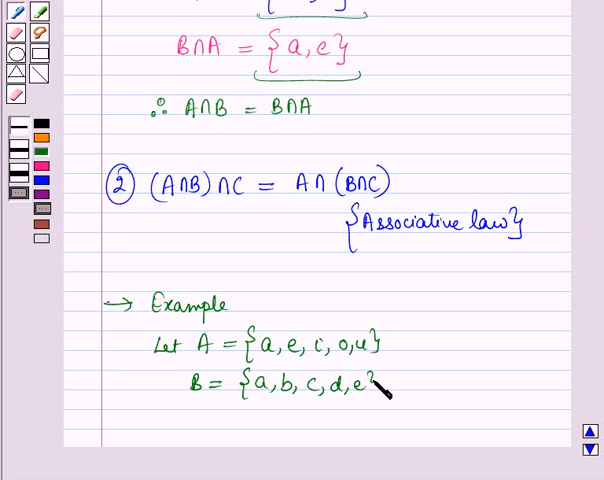 B∩A = {a, e}
∴ A∩B = B∩A
② (A∩B)∩C = A∩(B∩C)
{Associative law}
→ Example
Let A = {a, e, i, o, u}
B = {a, b, c, d, e}